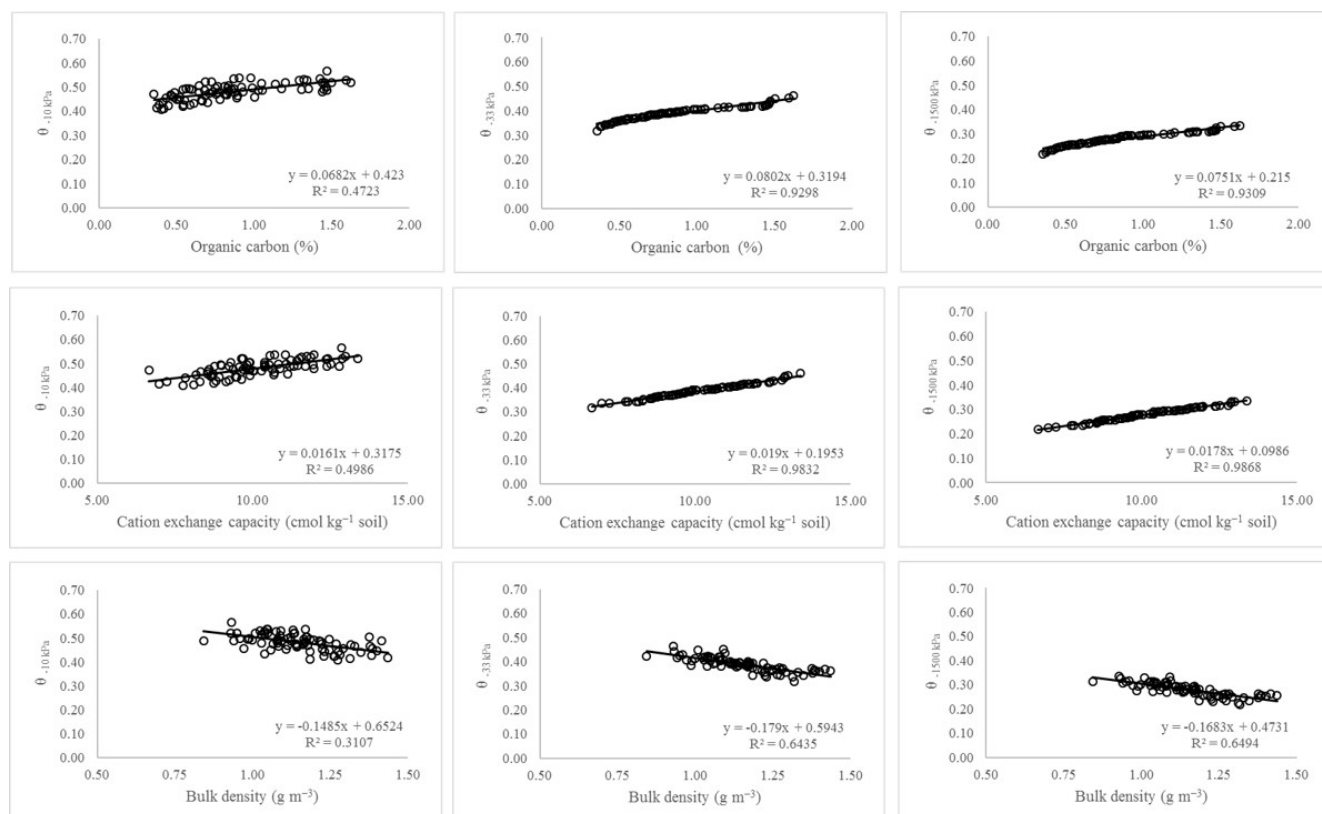 0.70
0.60
0.50
0.40
0.30
0.20
0.10
0.00
θ -10 kPa
y = 0.0682x + 0.423
R² = 0.4723
0.00 0.50 1.00 1.50 2.00
Organic carbon (%)
0.70
0.60
0.50
0.40
0.30
0.20
0.10
0.00
θ -33 kPa
y = 0.0802x + 0.3194
R² = 0.9298
0.00 0.50 1.00 1.50 2.00
Organic carbon (%)
0.70
0.60
0.50
0.40
0.30
0.20
0.10
0.00
θ -1500 kPa
y = 0.0751x + 0.215
R² = 0.9309
0.00 0.50 1.00 1.50 2.00
Organic carbon (%)
0.70
0.60
0.50
0.40
0.30
0.20
0.10
0.00
θ -10 kPa
y = 0.0161x + 0.3175
R² = 0.4986
5.00 10.00 15.00
Cation exchange capacity (cmol kg⁻¹ soil)
0.70
0.60
0.50
0.40
0.30
0.20
0.10
0.00
θ -33 kPa
y = 0.019x + 0.1953
R² = 0.9832
5.00 10.00 15.00
Cation exchange capacity (cmol kg⁻¹ soil)
0.70
0.60
0.50
0.40
0.30
0.20
0.10
0.00
θ -1500 kPa
y = 0.0178x + 0.0986
R² = 0.9868
5.00 10.00 15.00
Cation exchange capacity (cmol kg⁻¹ soil)
0.70
0.60
0.50
0.40
0.30
0.20
0.10
0.00
θ -10 kPa
y = -0.1485x + 0.6524
R² = 0.3107
0.50 0.75 1.00 1.25 1.50
Bulk density (g m⁻³)
0.70
0.60
0.50
0.40
0.30
0.20
0.10
0.00
θ -33 kPa
y = -0.179x + 0.5943
R² = 0.6435
0.50 0.75 1.00 1.25 1.50
Bulk density (g m⁻³)
0.70
0.60
0.50
0.40
0.30
0.20
0.10
0.00
θ -1500 kPa
y = -0.1683x + 0.4731
R² = 0.6494
0.50 0.75 1.00 1.25 1.50
Bulk density (g m⁻³)